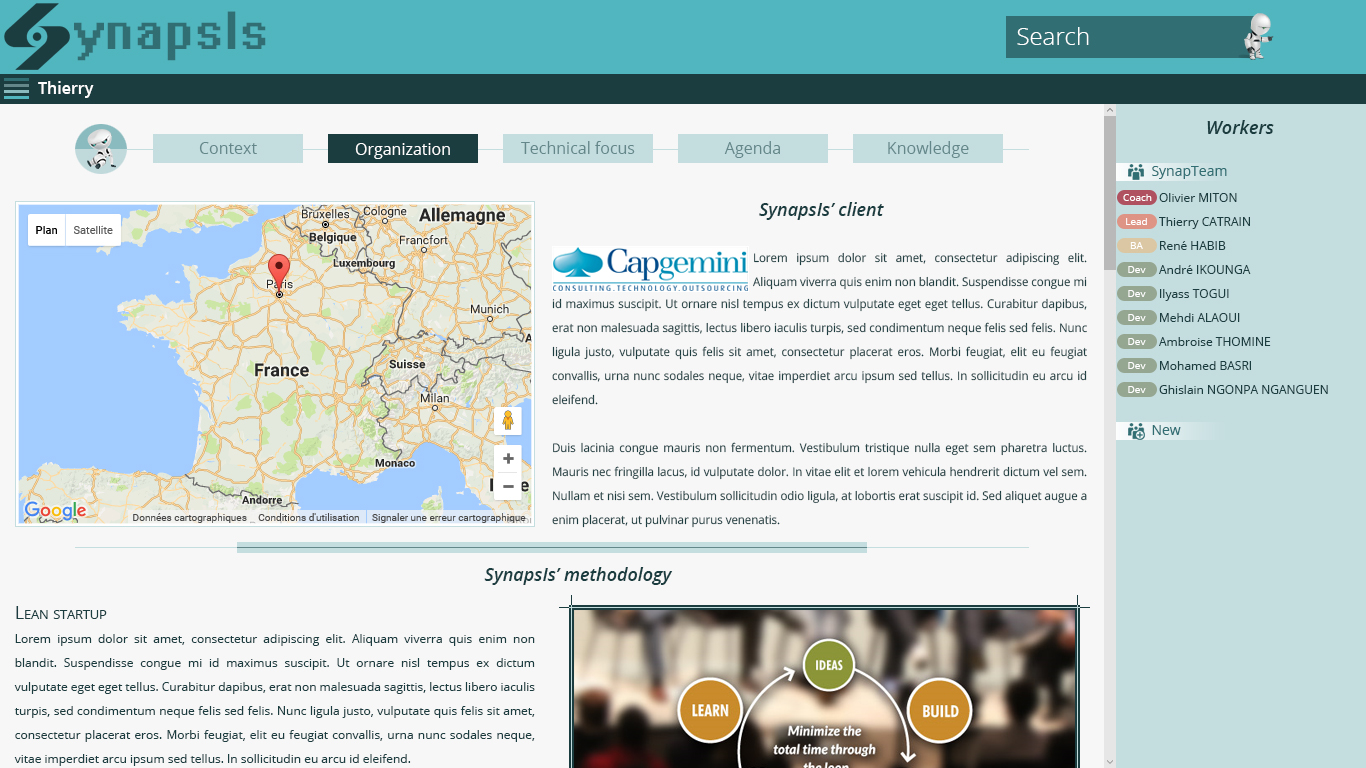 SynapsIs
Search
Thierry
Context
Organization
Technical focus
Agenda
Knowledge
Plan
Satellite
Bruxelles
Cologne
Allemagne
Belgique
Francfort
Luxembourg
Paris
Munich
France
Suisse
Milan
Monaco
Andorre
Google
Données cartographiques
Conditions d'utilisation
Signaler une erreur cartographique
SynapsIs’ client
Capgemini
CONSULTING.TECHNOLOGY.OUTSOURCING
Lorem ipsum dolor sit amet, consectetur adipiscing elit.
Aliquam viverra quis enim non blandit. Suspendisse congue mi
id maximus suscipit. Ut ornare nisl tempus ex dictum vulputate eget eget tellus. Curabitur dapibus,
erat non malesuada sagittis, lectus libero iaculis turpis, sed condimentum neque felis sed felis. Nunc
ligula justo, vulputate quis felis sit amet, consectetur placerat eros. Morbi feugiat, elit eu feugiat
convallis, urna nunc sodales neque, vitae imperdiet arcu ipsum sed tellus. In sollicitudin eu arcu id
eleifend.
Duis lacinia congue mauris non fermentum. Vestibulum tristique nulla eget sem pharetra luctus.
Mauris nec fringilla lacus, id vulputate dolor. In vitae elit et lorem vehicula hendrerit dictum vel sem.
Nullam et nisi sem. Vestibulum sollicitudin odio ligula, at lobortis erat suscipit id. Sed aliquet augue a
enim placerat, ut pulvinar purus venenatis.
SynapsIs’ methodology
Lean startup
Lorem ipsum dolor sit amet, consectetur adipiscing elit. Aliquam viverra quis enim non
blandit. Suspendisse congue mi id maximus suscipit. Ut ornare nisl tempus ex dictum
vulputate eget eget tellus. Curabitur dapibus, erat non malesuada sagittis, lectus libero iaculis
turpis, sed condimentum neque felis sed felis. Nunc ligula justo, vulputate quis felis sit amet,
consectetur placerat eros. Morbi feugiat, elit eu feugiat convallis, urna nunc sodales neque,
vitae imperdiet arcu ipsum sed tellus. In sollicitudin eu arcu id eleifend.
IDEAS
LEARN
BUILD
Minimize the
total time through
the loop
Workers
SynapTeam
Coach Olivier MITON
Lead Thierry CATRAIN
BA René HABIB
Dev André IKOUNGA
Dev Ilyass TOGUI
Dev Mehdi ALAOUI
Dev Ambroise THOMINE
Dev Mohamed BASRI
Dev Ghislain NGONPA NGANGUEN
New